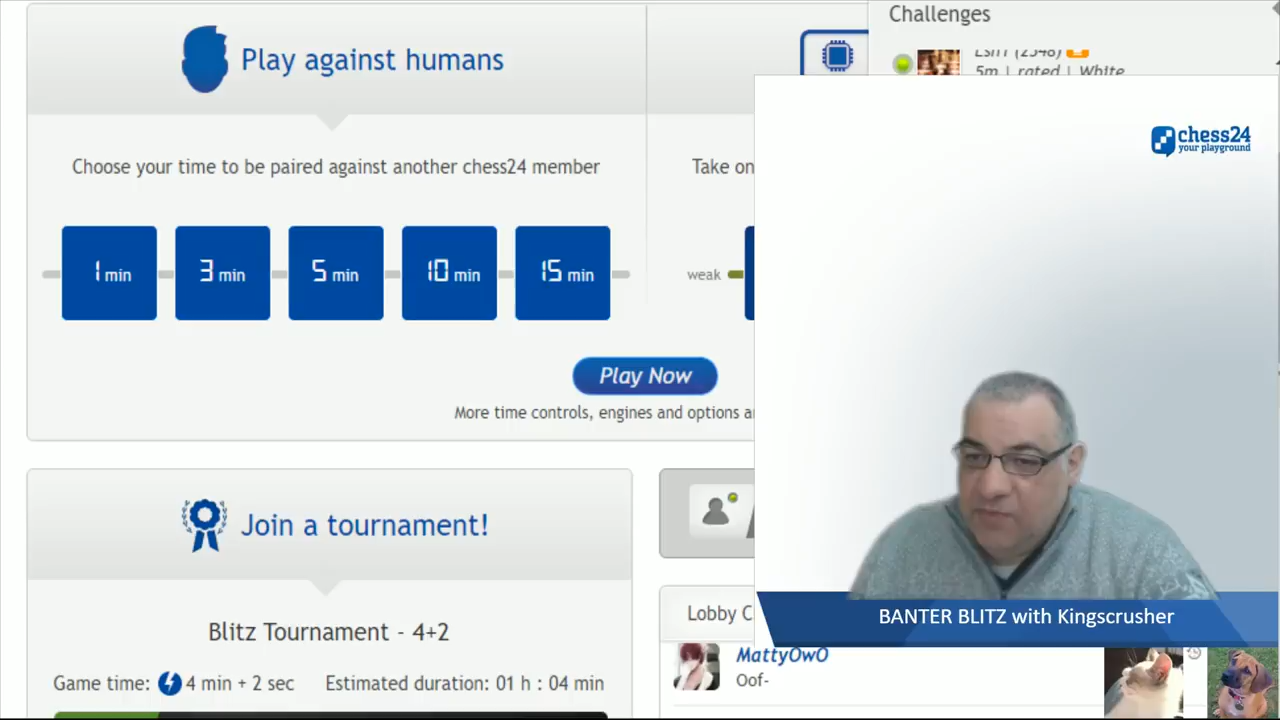 Play against humans
Choose your time to be paired against another chess24 member
1 min
3 min
5 min
10 min
15 min
Take on
weak
Play Now
More time controls, engines and options a
Join a tournament!
Blitz Tournament - 4+2
Game time: 4 min + 2 sec
Estimated duration: 01 h : 04 min
Challenges
(2548)
5m | rated | White
chess24
your playground
BANTER BLITZ with Kingscrusher
Lobby C
MattyOwO
Oof-